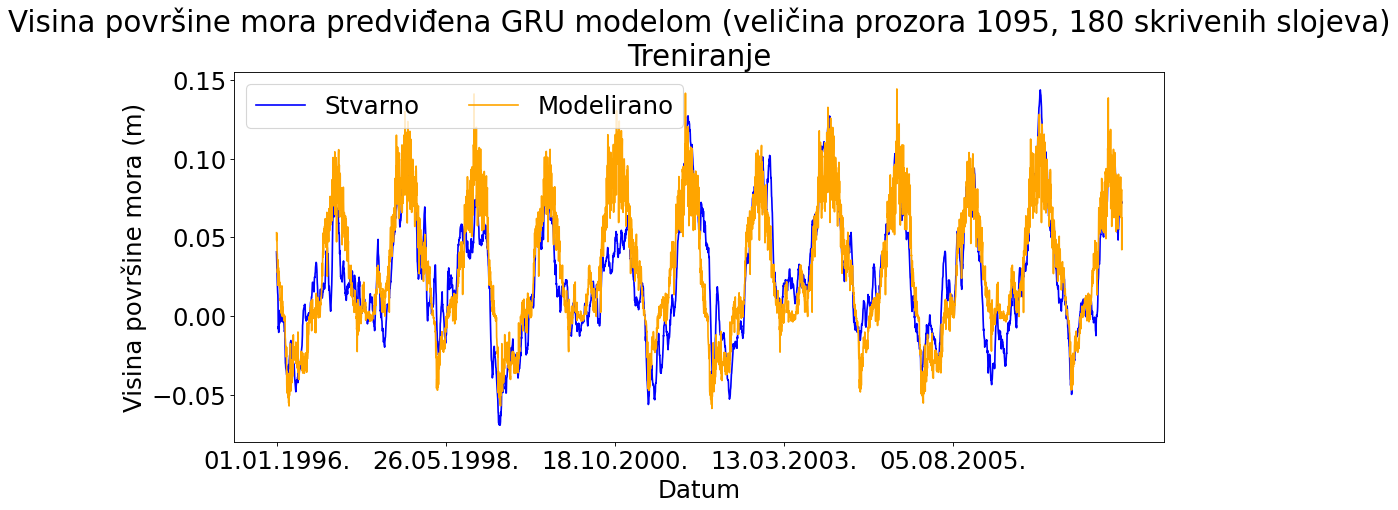 Visina površine mora predviđena GRU modelom (veličina prozora 1095, 180 skrivenih slojeva)
Treniranje
Stvarno Modelirano
Visina površine mora (m)
0.15
0.10
0.05
0.00
−0.05
01.01.1996. 26.05.1998. 18.10.2000. 13.03.2003. 05.08.2005.
Datum